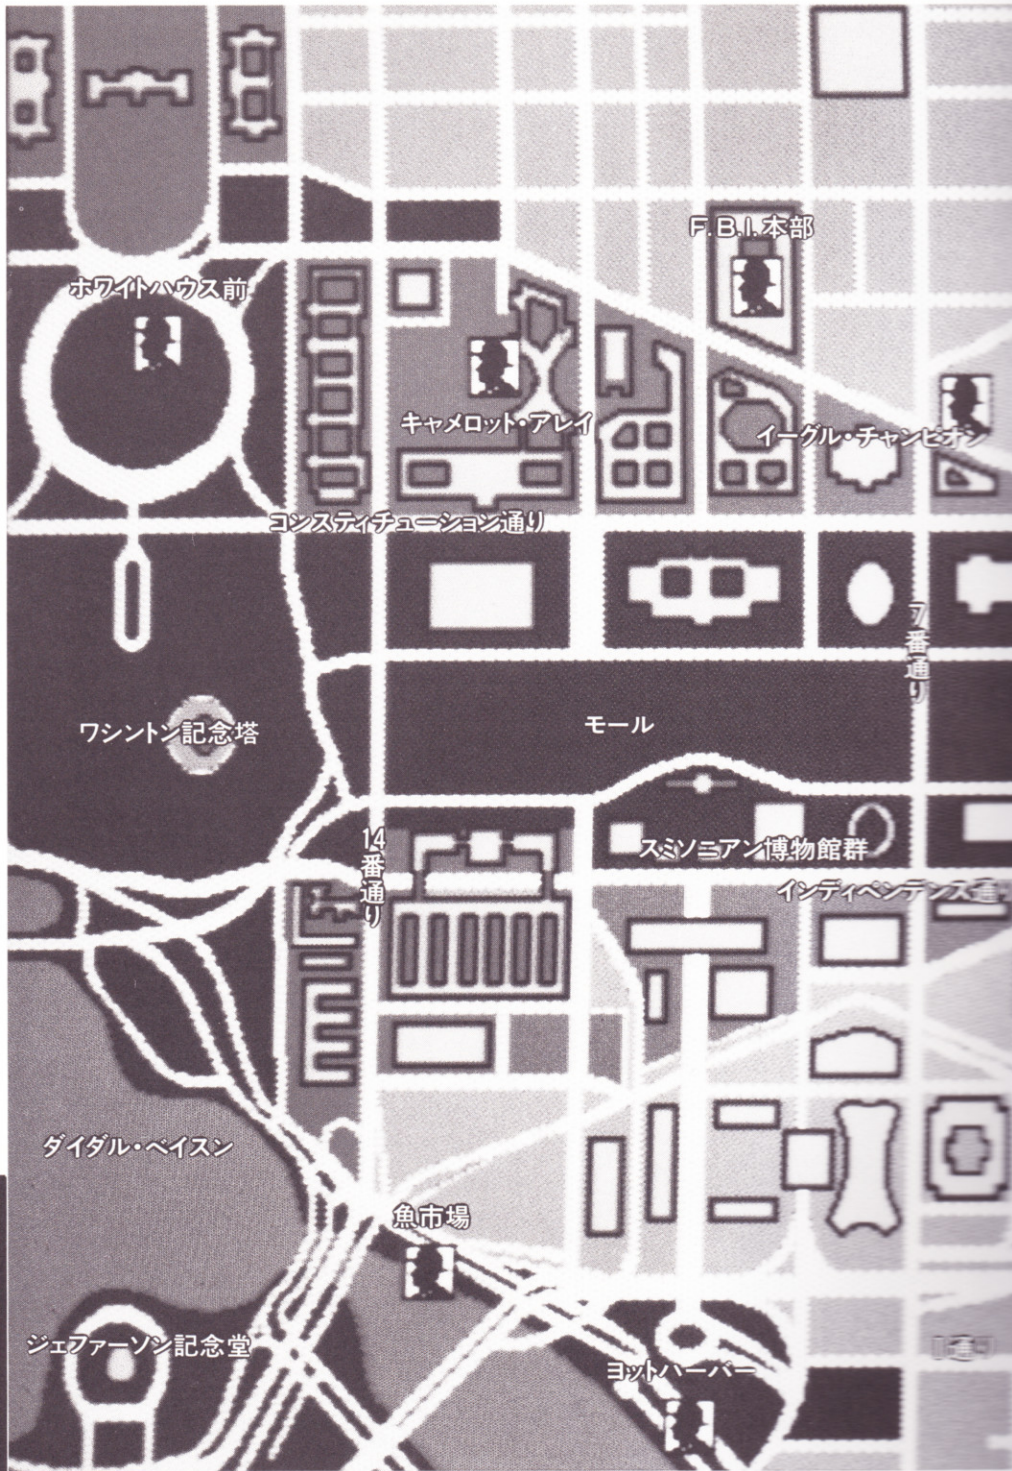 F.B.I.本部
ホワイトハウス前
キャメロット・アレイ
イーグル・チャンピオン
コンスティチューション通り
7番通り
ワシントン記念塔
モール
14番通り
スミソニアン博物館群
インディペンデンス通
ダイダル・ベイスン
魚市場
ジェファーソン記念堂
ヨットハーバー